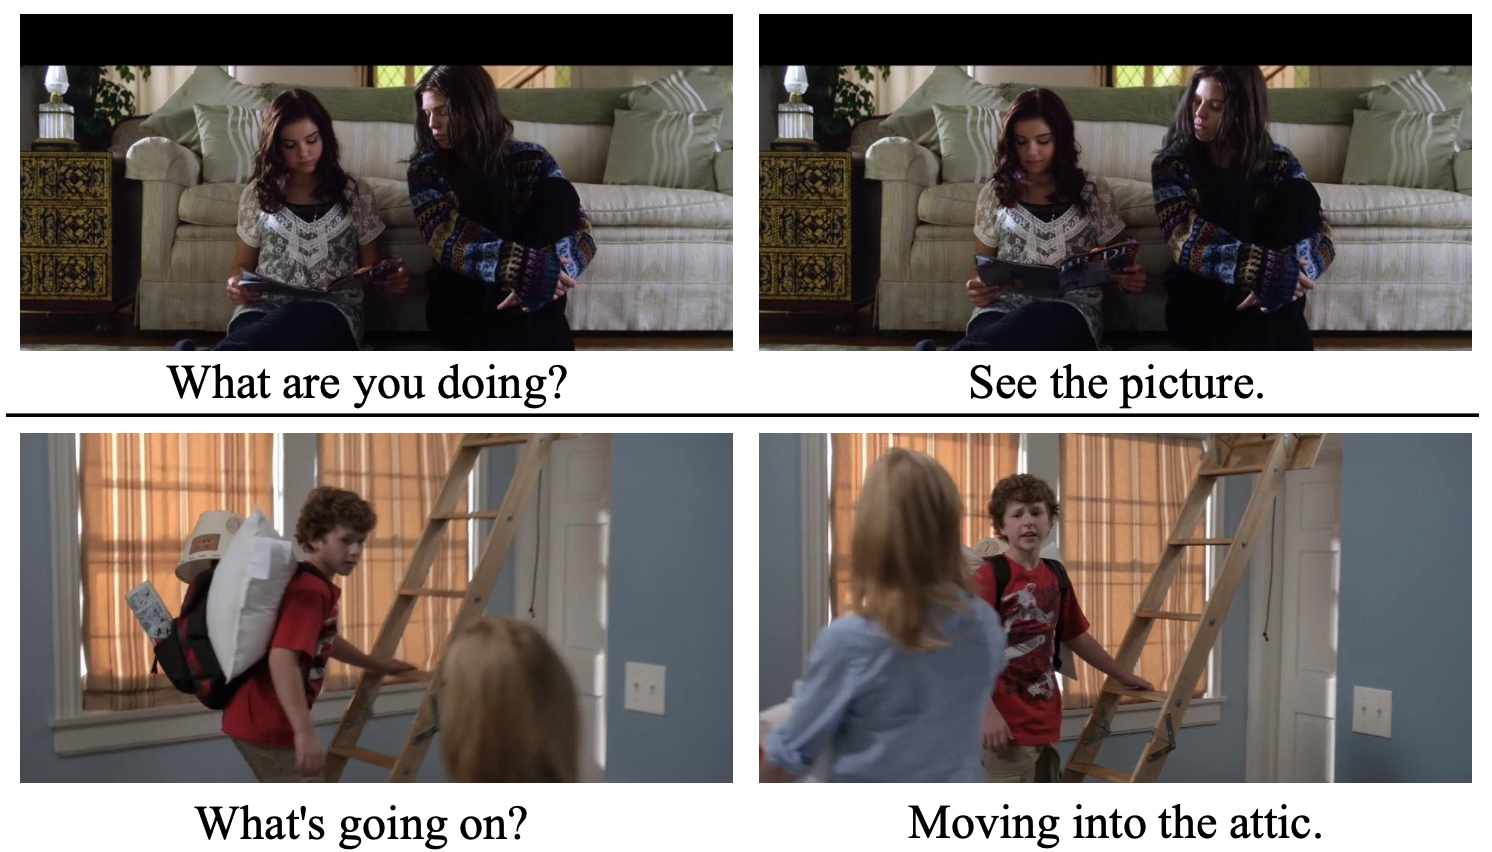 What are you doing?
See the picture.
What's going on?
Moving into the attic.